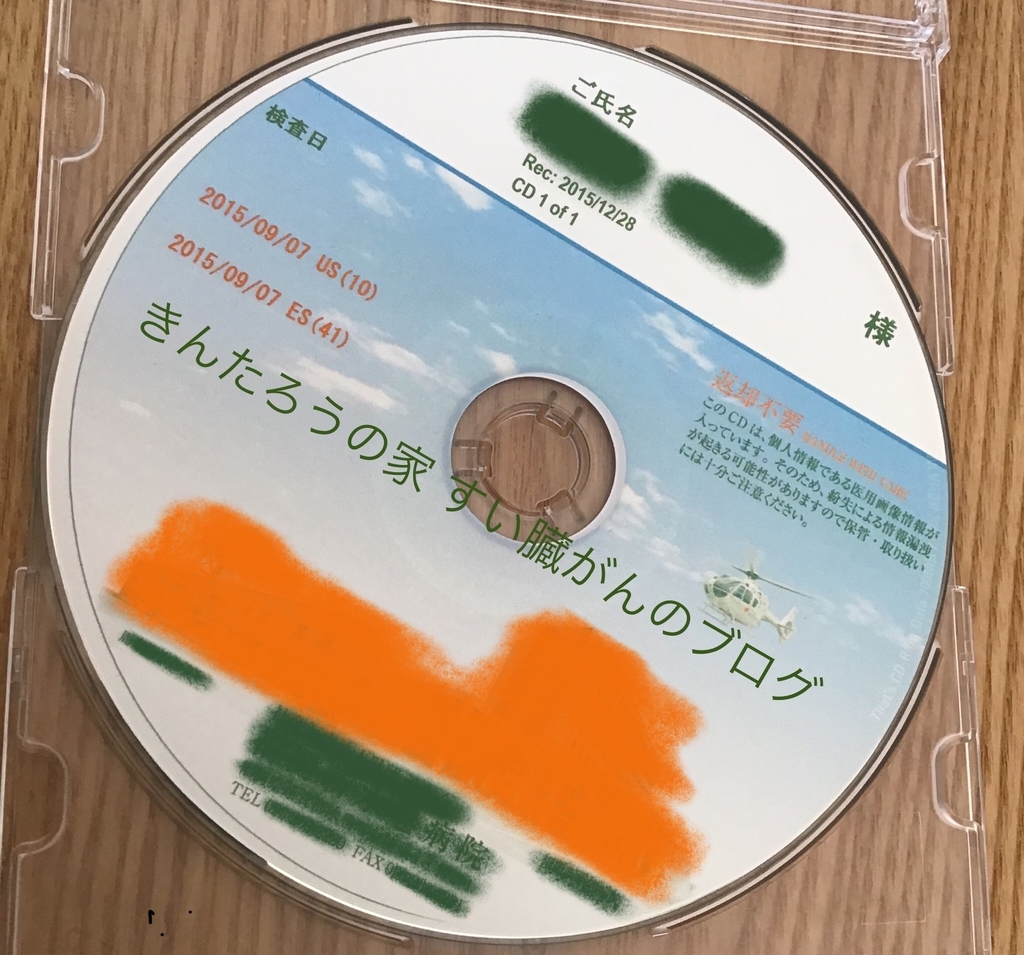 ご氏名
Rec: 2015/12/28
CD 1 of 1
様
検査日
2015/09/07 US(10)
2015/09/07 ES(41)
返却不要
このCDは、個人情報である医用画像情報が
入っています。そのため、紛失による情報漏洩
が起きる可能性がありますので保管・取り扱い
には十分ご注意ください。
きんたろうの家 すい臓がんのブログ
病院
TEL
FAX